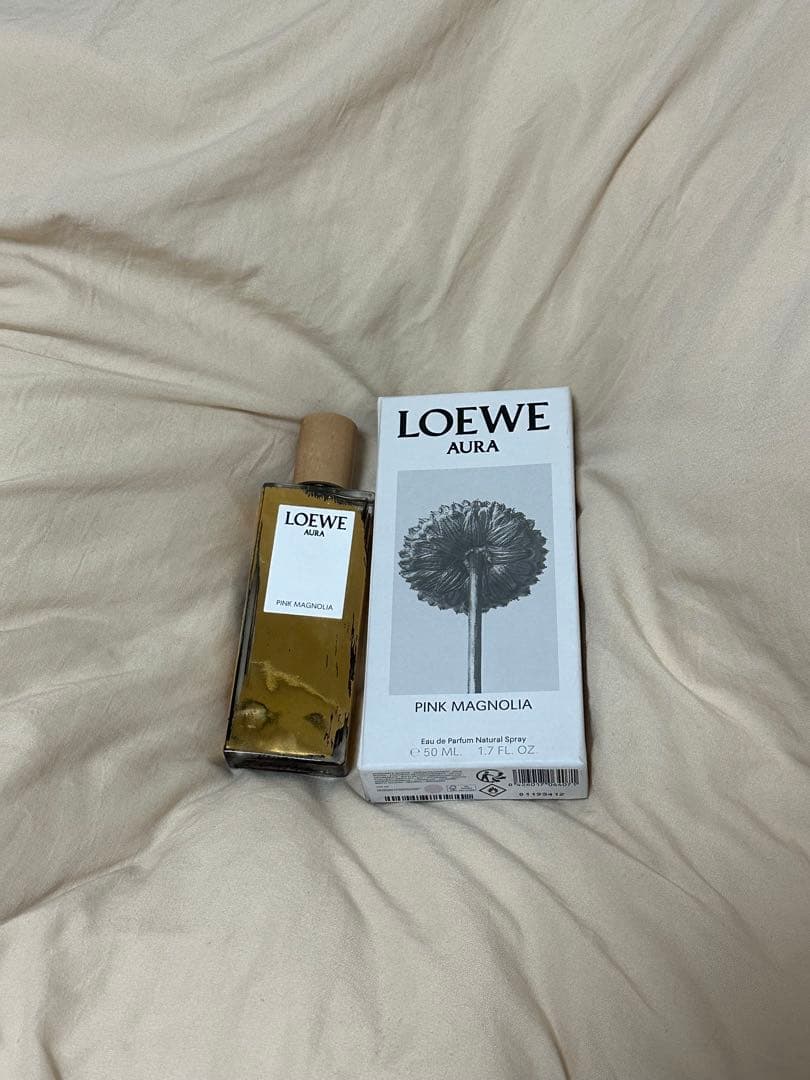 LOEWE
AURA
PINK MAGNOLIA
LOEWE
AURA
PINK MAGNOLIA
Eau de Parfum Natural Spray
℮ 50 ML. 1.7 FL. OZ
01193412